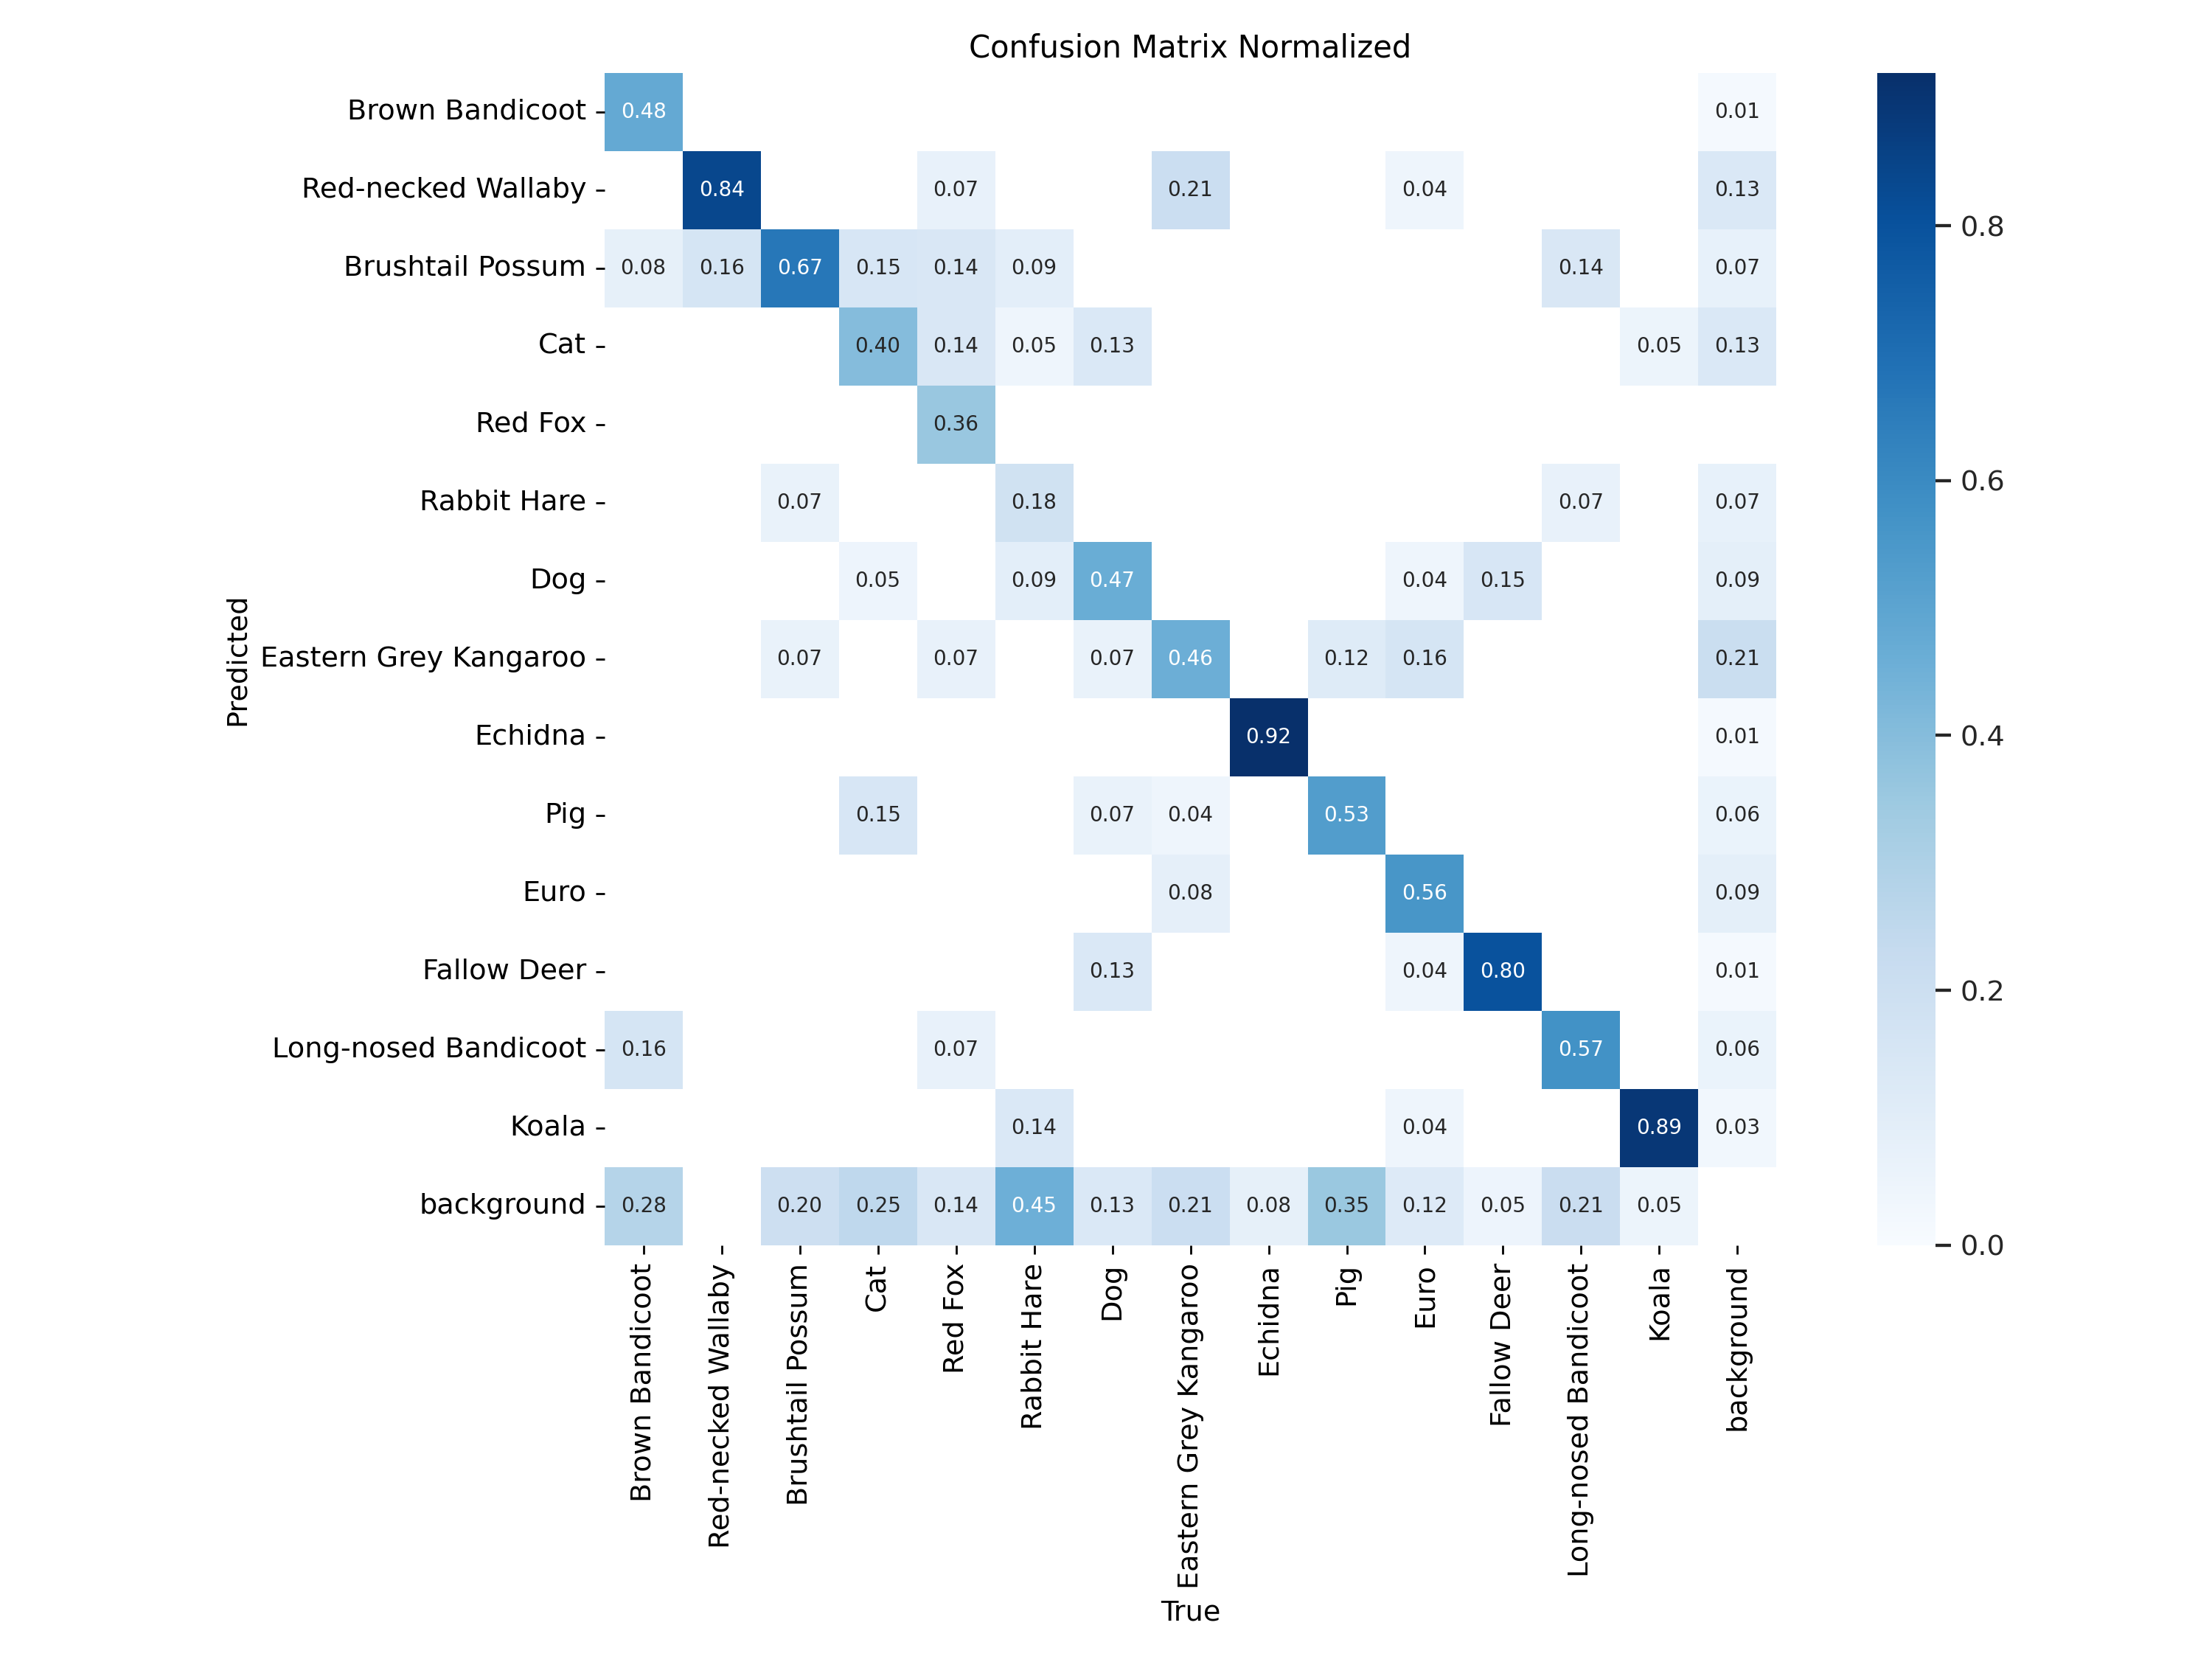 Confusion Matrix Normalized
Brown Bandicoot 0.48 0.01
Red-necked Wallaby 0.84 0.07 0.21 0.04 0.13
Brushtail Possum 0.08 0.16 0.67 0.15 0.14 0.09 0.14 0.07
Cat 0.40 0.14 0.05 0.13 0.05 0.13
Red Fox 0.36
Rabbit Hare 0.07 0.18 0.07 0.07
Dog 0.05 0.09 0.47 0.04 0.15 0.09
Eastern Grey Kangaroo 0.07 0.07 0.07 0.46 0.12 0.16 0.21
Echidna 0.92 0.01
Pig 0.15 0.07 0.04 0.53 0.06
Euro 0.08 0.56 0.09
Fallow Deer 0.13 0.04 0.80 0.01
Long-nosed Bandicoot 0.16 0.07 0.57 0.06
Koala 0.14 0.04 0.89 0.03
background 0.28 0.20 0.25 0.14 0.45 0.13 0.21 0.08 0.35 0.12 0.05 0.21 0.05
Predicted
Brown Bandicoot
Red-necked Wallaby
Brushtail Possum
Cat
Red Fox
Rabbit Hare
Dog
Eastern Grey Kangaroo
Echidna
Pig
Euro
Fallow Deer
Long-nosed Bandicoot
Koala
background
True
0.8
0.6
0.4
0.2
0.0